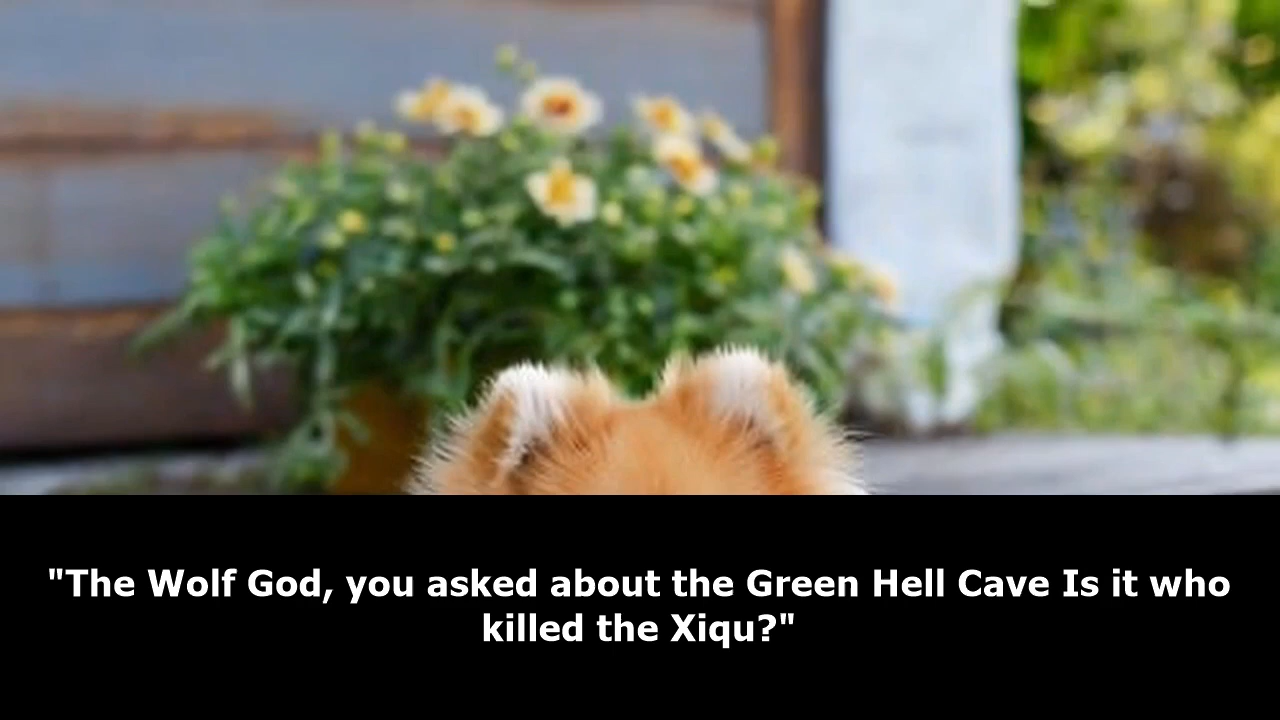 "The Wolf God, you asked about the Green Hell Cave Is it who
killed the Xiqu?"